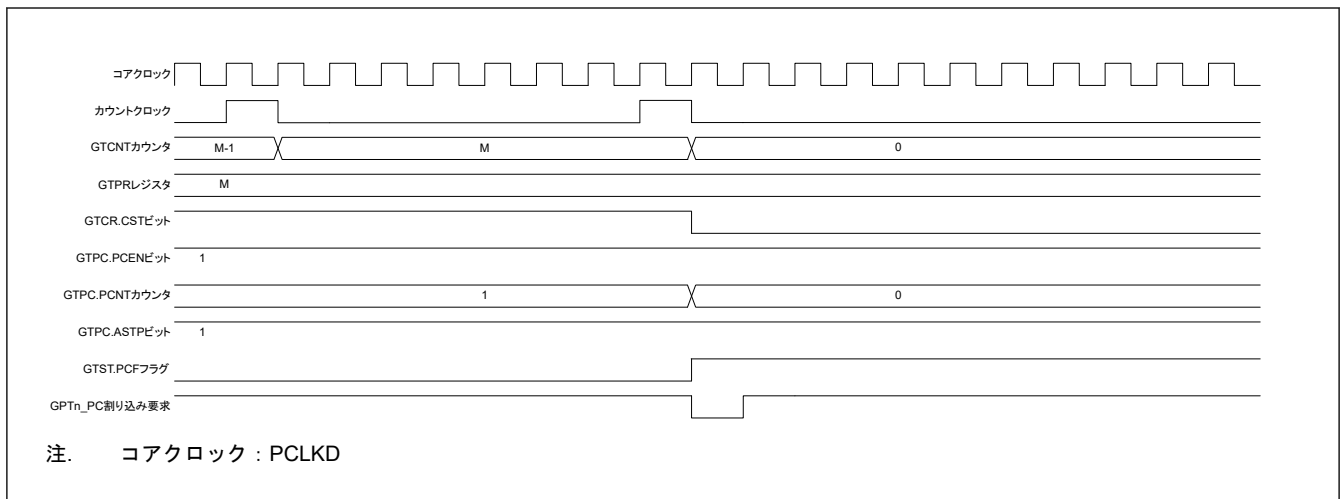 コアクロック
カウントクロック
GTCNTカウンタ M-1 M 0
GTPRレジスタ M
GTCR.CSTビット
GTPC.PCENビット 1
GTPC.PCNTカウンタ 1 0
GTPC.ASTPビット 1
GTST.PCFフラグ
GPTn_PC割り込み要求
注. コアクロック：PCLKD